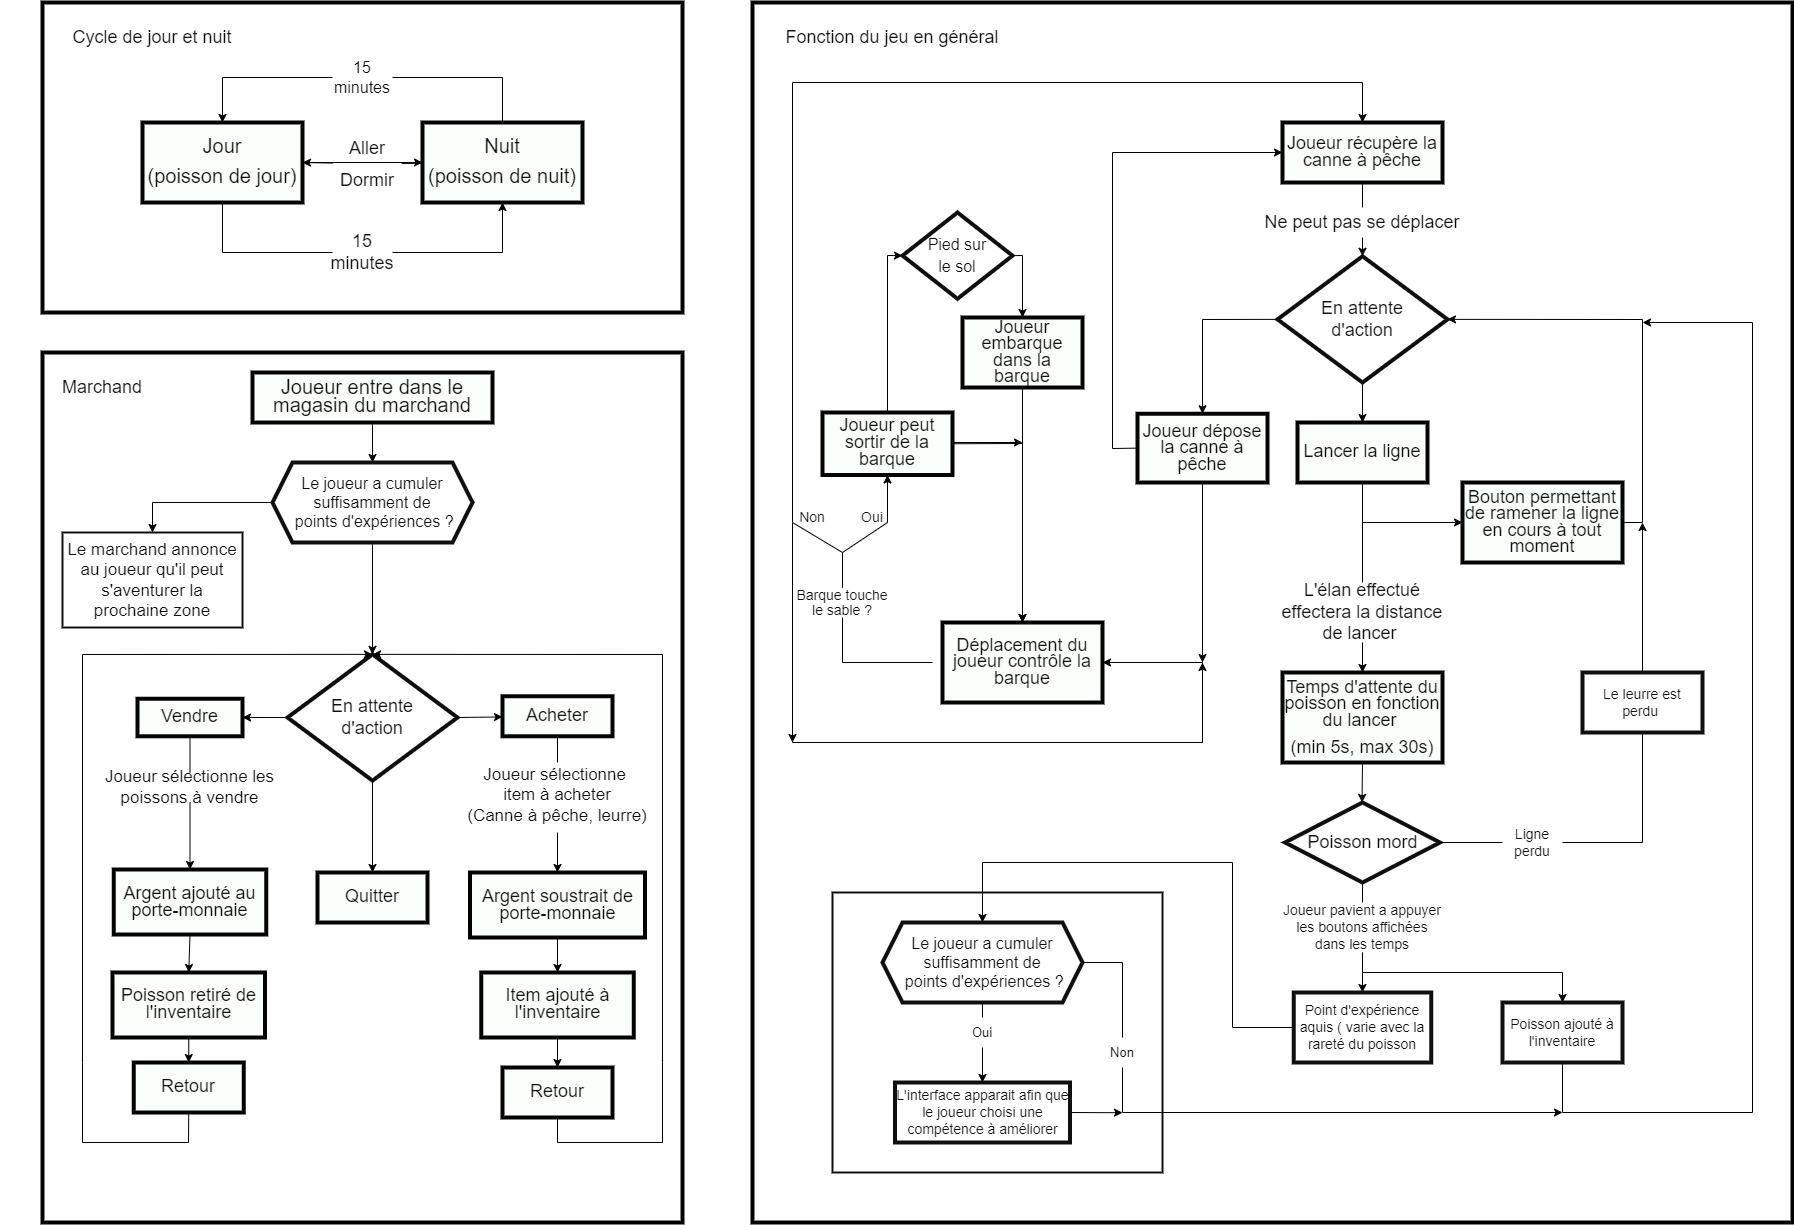 Cycle de jour et nuit
15
minutes
Jour
(poisson de jour)
Aller
Dormir
Nuit
(poisson de nuit)
15
minutes
Marchand
Joueur entre dans le
magasin du marchand
Le joueur a cumuler
suffisamment de
points d'expériences ?
Le marchand annonce
au joueur qu'il peut
s'aventurer la
prochaine zone
En attente
d'action
Vendre
Acheter
Joueur sélectionne les
poissons à vendre
Joueur sélectionne
item à acheter
(Canne à pêche, leurre)
Argent ajouté au
porte-monnaie
Quitter
Argent soustrait de
porte-monnaie
Poisson retiré de
l'inventaire
Item ajouté à
l'inventaire
Retour
Retour
Fonction du jeu en général
Joueur récupère la
canne à pêche
Ne peut pas se déplacer
Pied sur
le sol
En attente
d'action
Joueur
embarque
dans la
barque
Joueur peut
sortir de la
barque
Joueur dépose
la canne à
pêche
Lancer la ligne
Bouton permettant
de ramener la ligne
en cours à tout
moment
Non
Oui
Barque touche
le sable ?
L'élan effectué
effectera la distance
de lancer
Déplacement du
joueur contrôle la
barque
Temps d'attente du
poisson en fonction
du lancer
(min 5s, max 30s)
Le leurre est
perdu
Poisson mord
Ligne
perdu
Joueur pavient a appuyer
les boutons affichées
dans les temps
Le joueur a cumuler
suffisamment de
points d'expériences ?
Point d'expérience
aquis ( varie avec la
rareté du poisson
Poisson ajouté à
l'inventaire
Oui
Non
L'interface apparait afin que
le joueur choisi une
compétence à améliorer